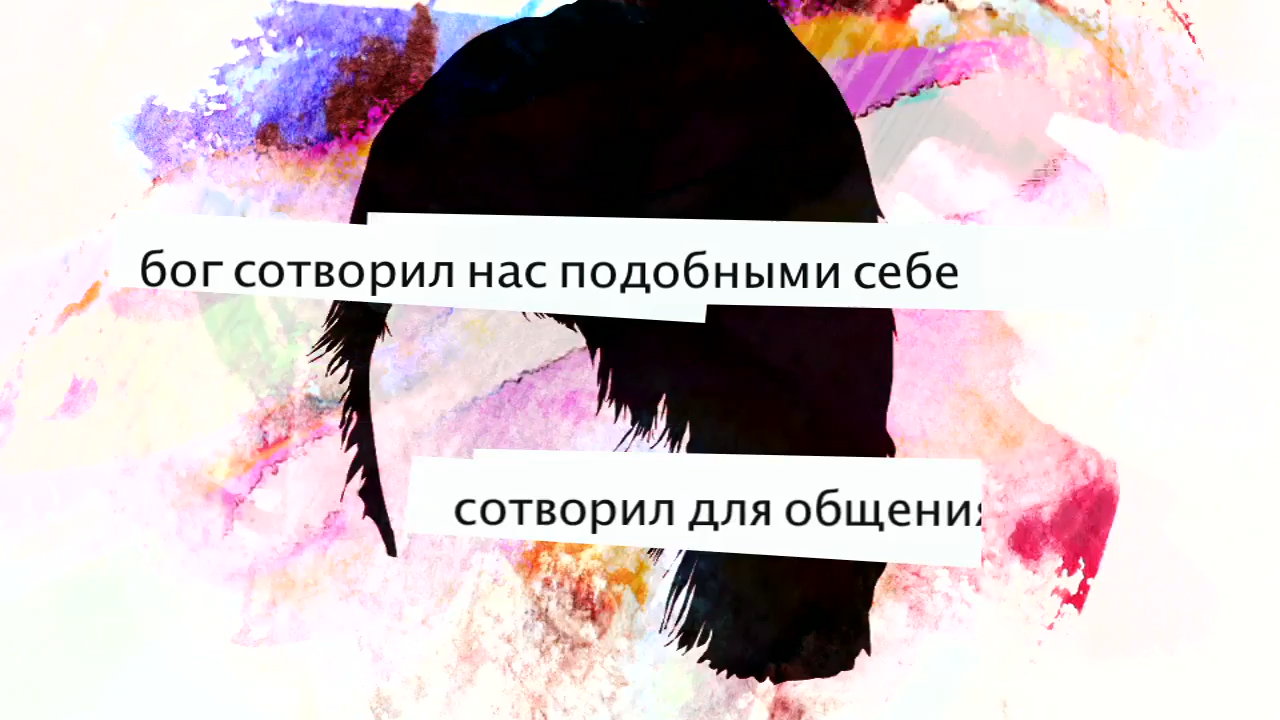 бог сотворил нас подобными себе
сотворил для общения